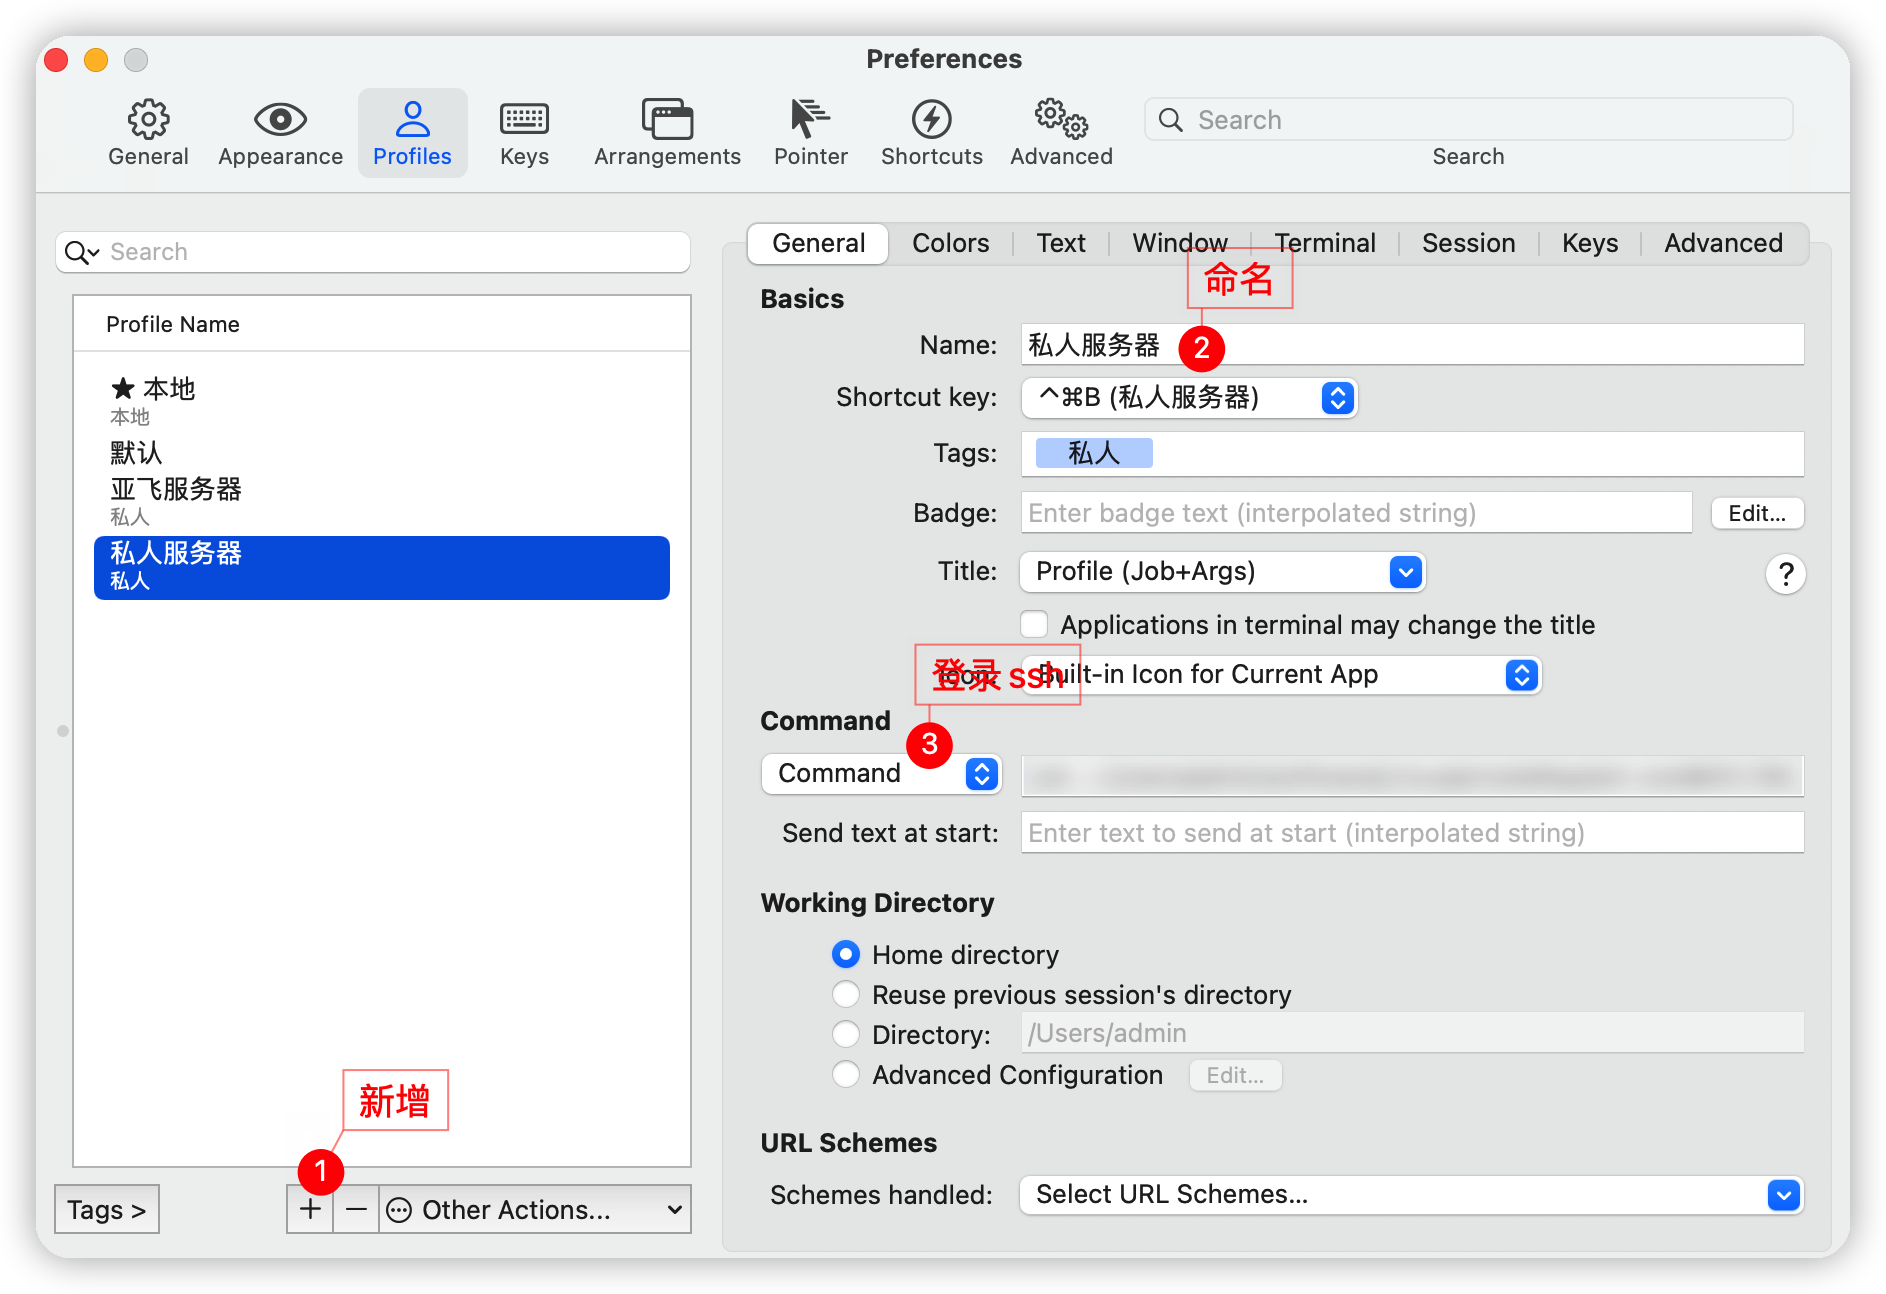 Preferences
General
Appearance
Profiles
Keys
Arrangements
Pointer
Shortcuts
Advanced
Search
Search
Search
Profile Name
★ 本地
本地
默认
亚飞服务器
私人
私人服务器
私人
新增
1
Tags >
+
−
Other Actions...
General
Colors
Text
Window
Terminal
Session
Keys
Advanced
命名
Basics
Name: 私人服务器
2
Shortcut key: ^⌘B (私人服务器)
Tags: 私人
Badge: Enter badge text (interpolated string) Edit...
Title: Profile (Job+Args) ?
Applications in terminal may change the title
登录 ssh
Icon: Built-in Icon for Current App
Command
3
Command
Send text at start: Enter text to send at start (interpolated string)
Working Directory
Home directory
Reuse previous session's directory
Directory: /Users/admin
Advanced Configuration Edit...
URL Schemes
Schemes handled: Select URL Schemes...